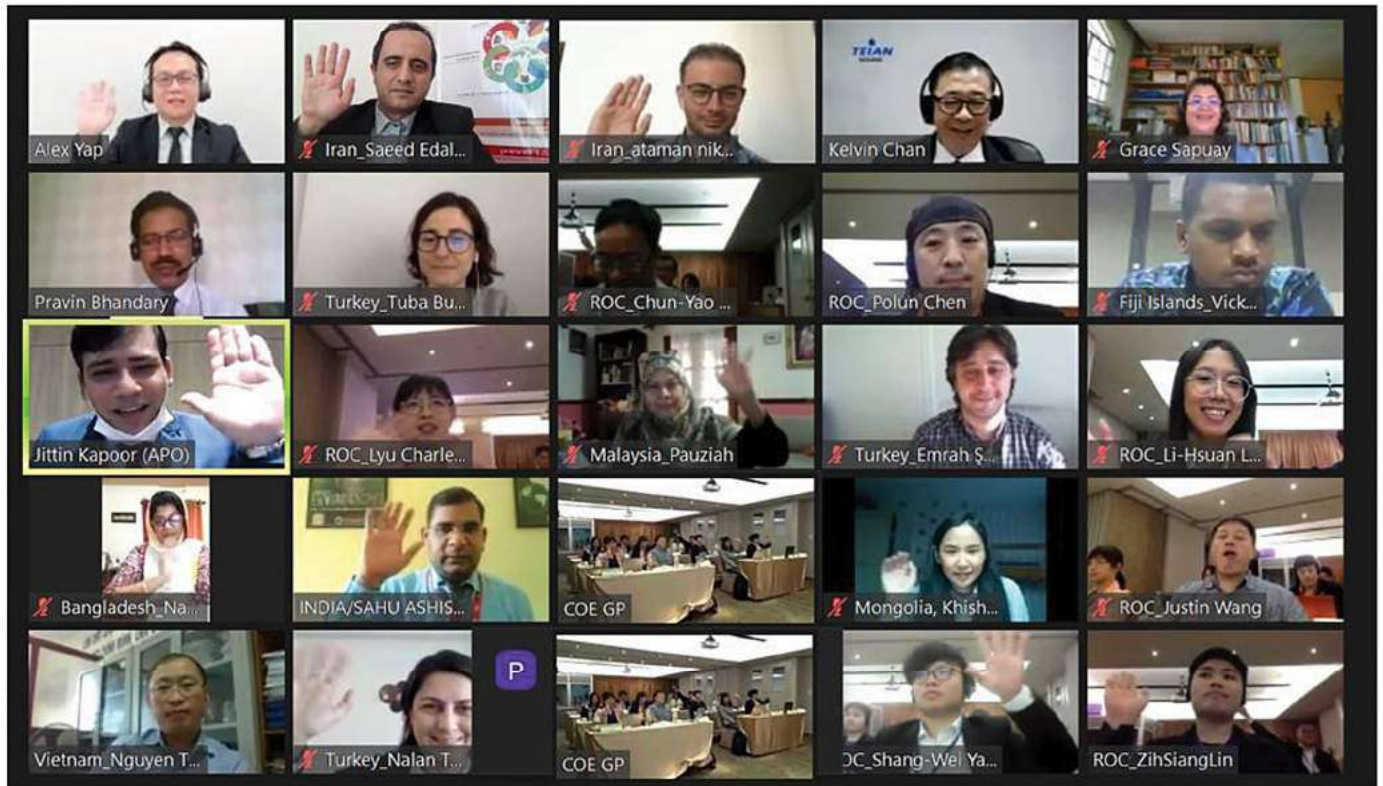 Alex Yap
Iran_Saeed Edal...
Iran_ataman nik...
TEIAN
Kelvin Chan
Grace Sapuay
Pravin Bhandary
Turkey_Tuba Bu...
ROC_Chun-Yao ...
ROC_Polun Chen
Fiji Islands_Vick...
Jittin Kapoor (APO)
ROC_Lyu Charle...
Malaysia_Pauziah
Turkey_Emrah Ş...
ROC_Li-Hsuan L...
Bangladesh_Na...
INDIA/SAHU ASHIS...
COE GP
Mongolia, Khish...
ROC_Justin Wang
Vietnam_Nguyen T...
Turkey_Nalan T...
P
COE GP
OC_Shang-Wei Ya...
ROC_ZihSiangLin